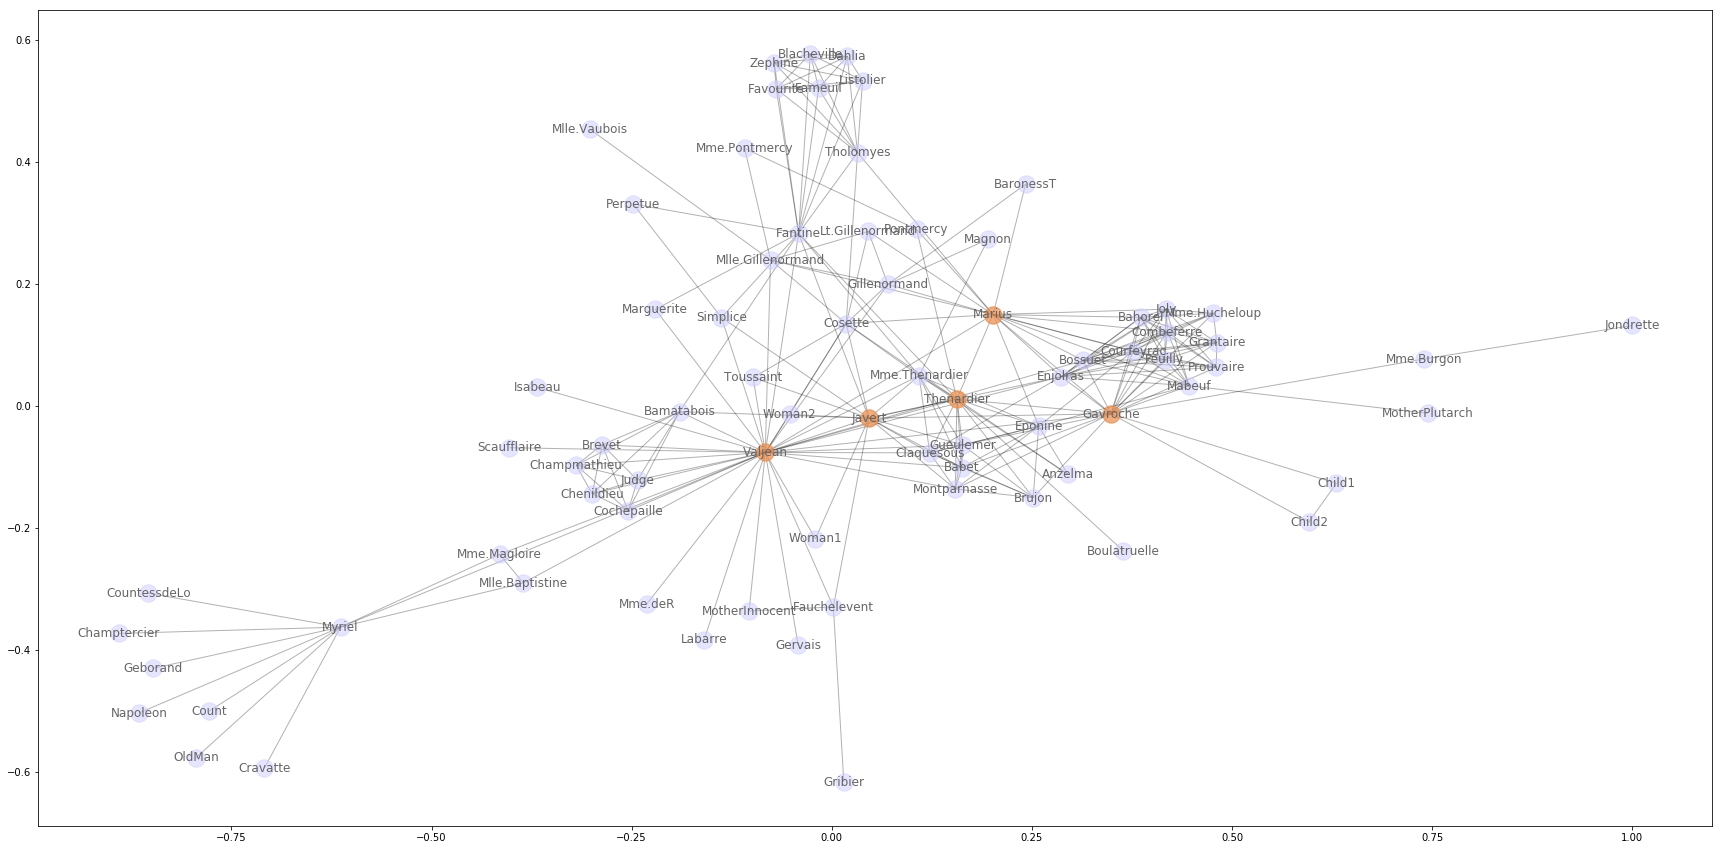 0.6
0.4
0.2
0.0
−0.2
−0.4
−0.6
Blacheville
Dahlia
Zephine
Listolier
Favourite
Fameuil
Mlle.Vaubois
Mme.Pontmercy
Tholomyes
BaronessT
Perpetue
Fantine
Lt.Gillenormand
Pontmercy
Magnon
Mlle.Gillenormand
Gillenormand
Marguerite
Simplice
Cosette
Marius
Joly
Bahorel
Mme.Hucheloup
Combeferre
Grantaire
Jondrette
Courfeyrac
Bossuet
Feuilly
Prouvaire
Mme.Burgon
Toussaint
Mme.Thenardier
Enjolras
Mabeuf
Isabeau
Thenardier
Bamatabois
Woman2
Javert
Gavroche
MotherPlutarch
Eponine
Scaufflaire
Brevet
Valjean
Gueulemer
Claquesous
Champmathieu
Judge
Babet
Anzelma
Chenildieu
Montparnasse
Brujon
Child1
Cochepaille
Child2
Woman1
Mme.Magloire
Boulatruelle
Mlle.Baptistine
CountessdeLo
Mme.deR
MotherInnocent
Fauchelevent
Champtercier
Myriel
Labarre
Gervais
Geborand
Napoleon
Count
OldMan
Cravatte
Gribier
−0.75
−0.50
−0.25
0.00
0.25
0.50
0.75
1.00